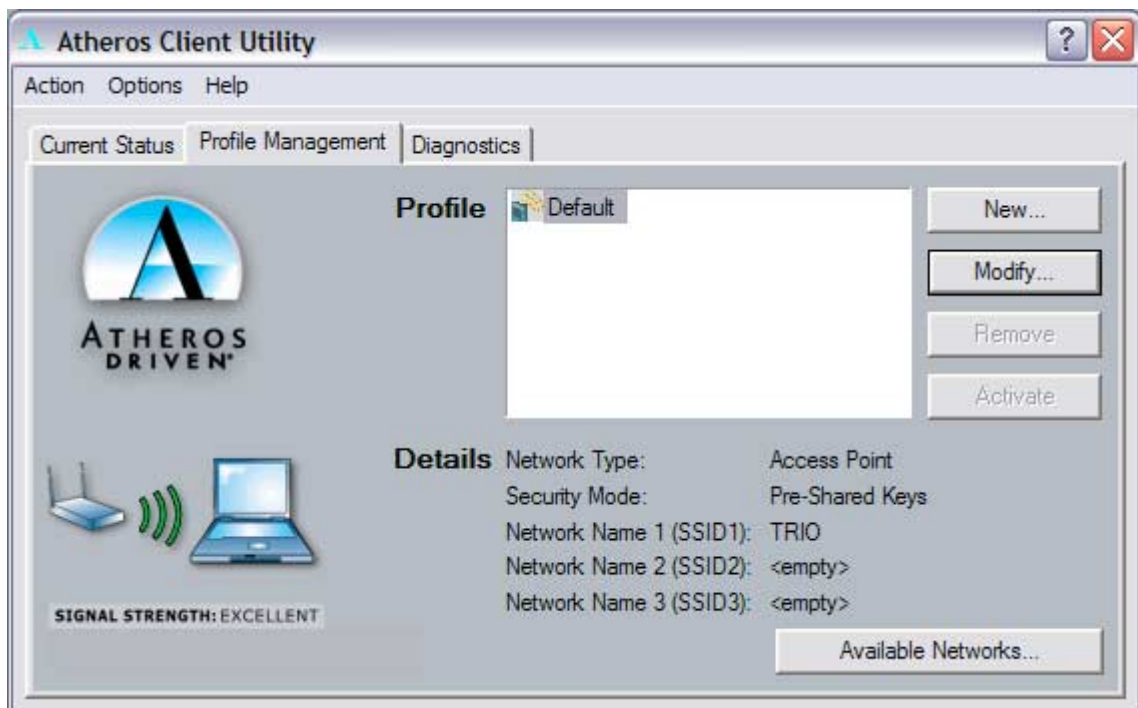 Atheros Client Utility
Action Options Help
Current Status Profile Management Diagnostics
ATHEROS
DRIVEN®
Profile
Default
New...
Modify...
Remove
Activate
Details
Network Type: Access Point
Security Mode: Pre-Shared Keys
Network Name 1 (SSID1): TRIO
Network Name 2 (SSID2): <empty>
Network Name 3 (SSID3): <empty>
SIGNAL STRENGTH: EXCELLENT
Available Networks...